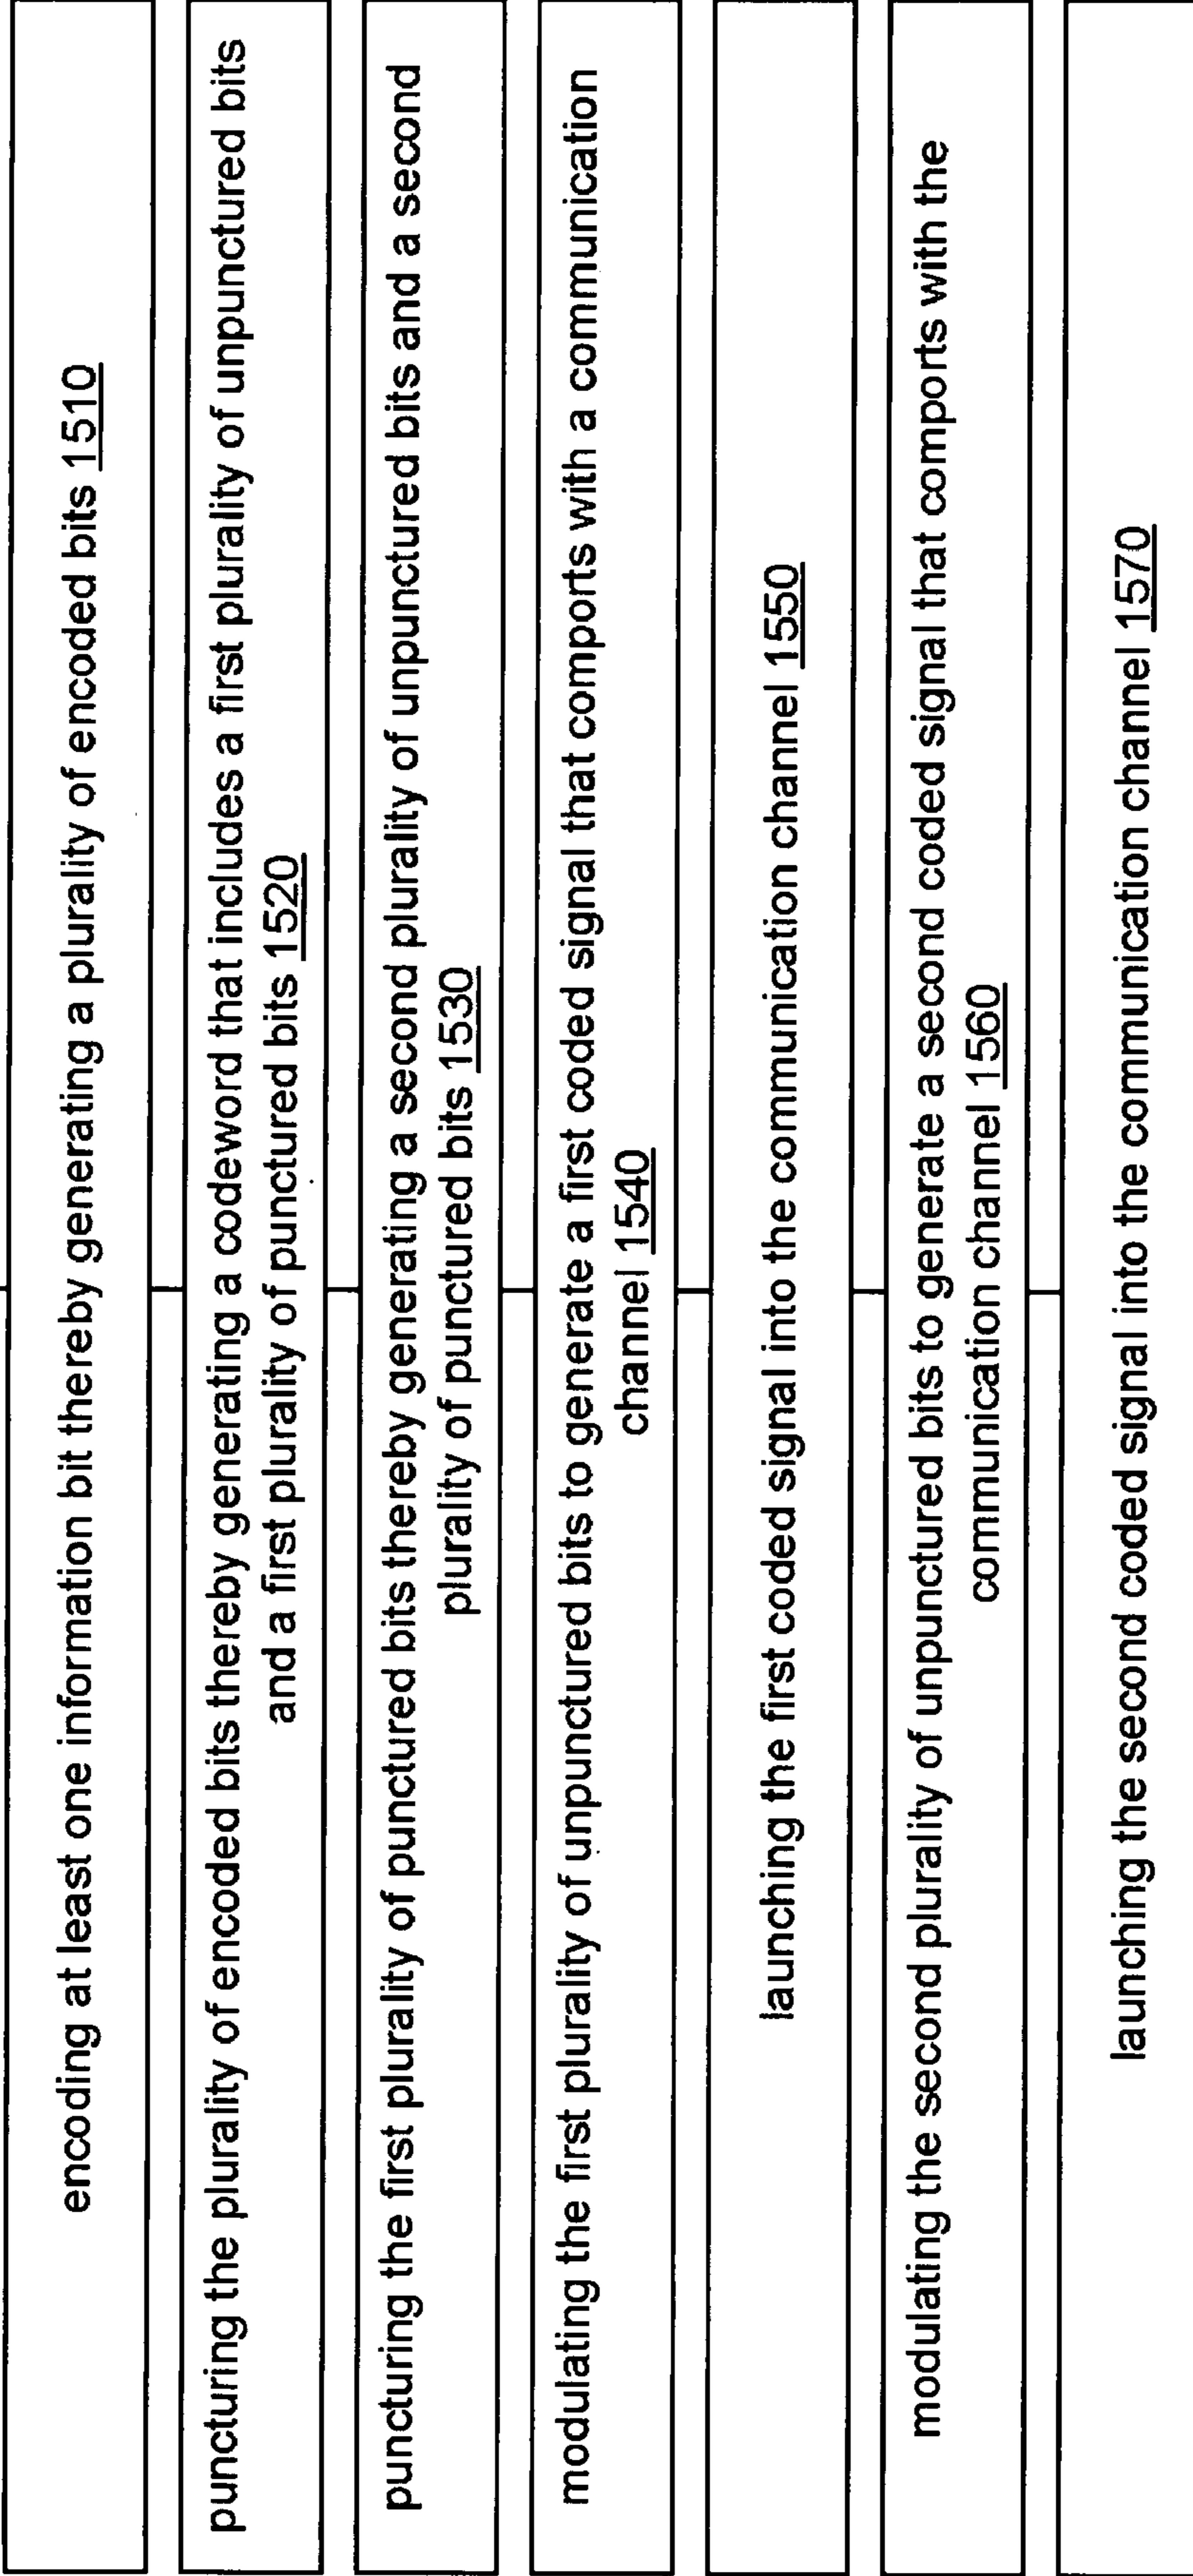 encoding at least one information bit thereby generating a plurality of encoded bits 1510
puncturing the plurality of encoded bits thereby generating a codeword that includes a first plurality of unpunctured bits
and a first plurality of punctured bits 1520
puncturing the first plurality of punctured bits thereby generating a second plurality of unpunctured bits and a second
plurality of punctured bits 1530
modulating the first plurality of unpunctured bits to generate a first coded signal that comports with a communication
channel 1540
launching the first coded signal into the communication channel 1550
modulating the second plurality of unpunctured bits to generate a second coded signal that comports with the
communication channel 1560
launching the second coded signal into the communication channel 1570